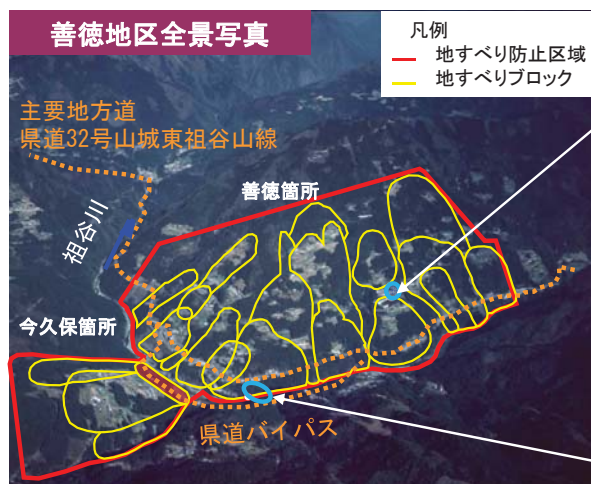 善徳地区全景写真
凡例
地すべり防止区域
地すべりブロック
主要地方道
県道32号山城東祖谷山線
善徳箇所
祖谷川
今久保箇所
県道バイパス